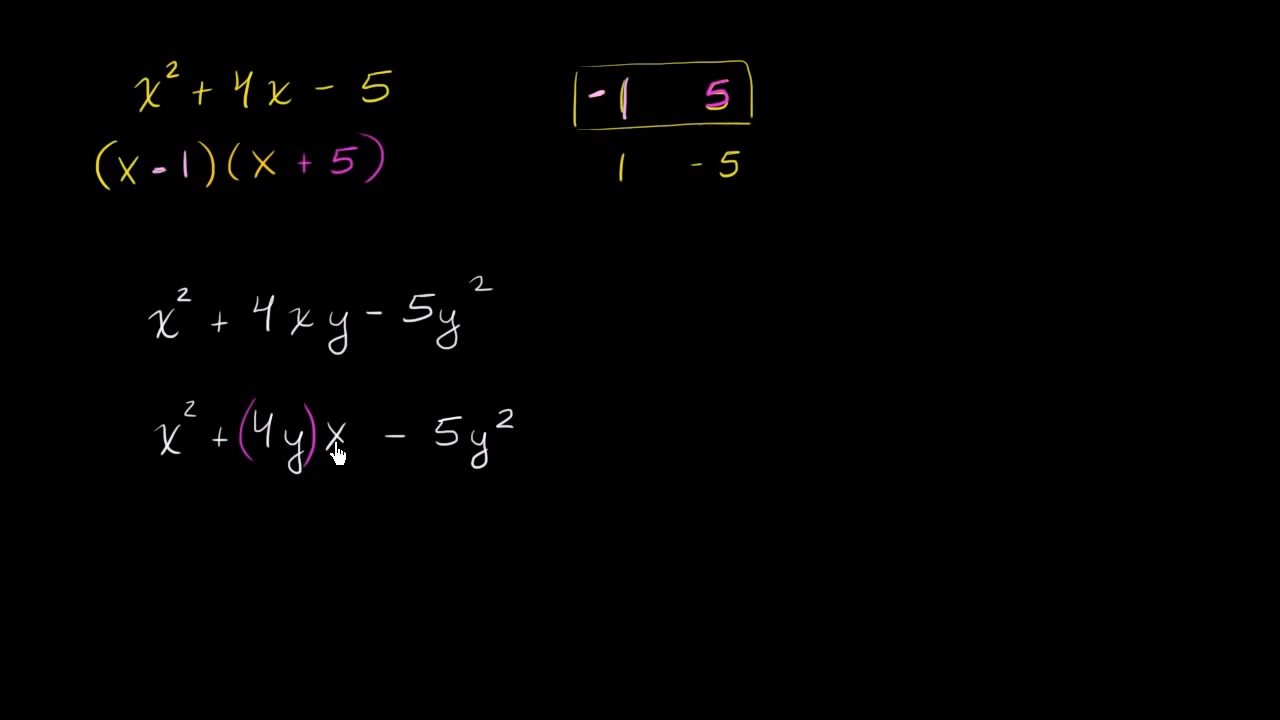 x² + 4x - 5
(x - 1)(x + 5)
-1 5
1 -5
x² + 4xy - 5y²
x² + (4y)x - 5y²